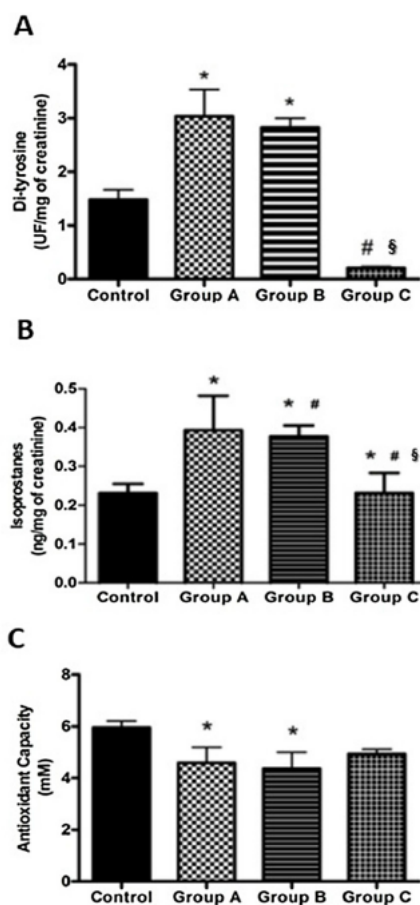 A
Di-tyrosine
(UF/mg of creatinine)
4
3
2
1
0
*
*
# §
Control Group A Group B Group C
B
Isoprostanes
(ng/mg of creatinine)
0.5
0.4
0.3
0.2
0.1
0.0
*
* #
* # §
Control Group A Group B Group C
C
Antioxidant Capacity
(mM)
8
6
4
2
0
*
*
Control Group A Group B Group C